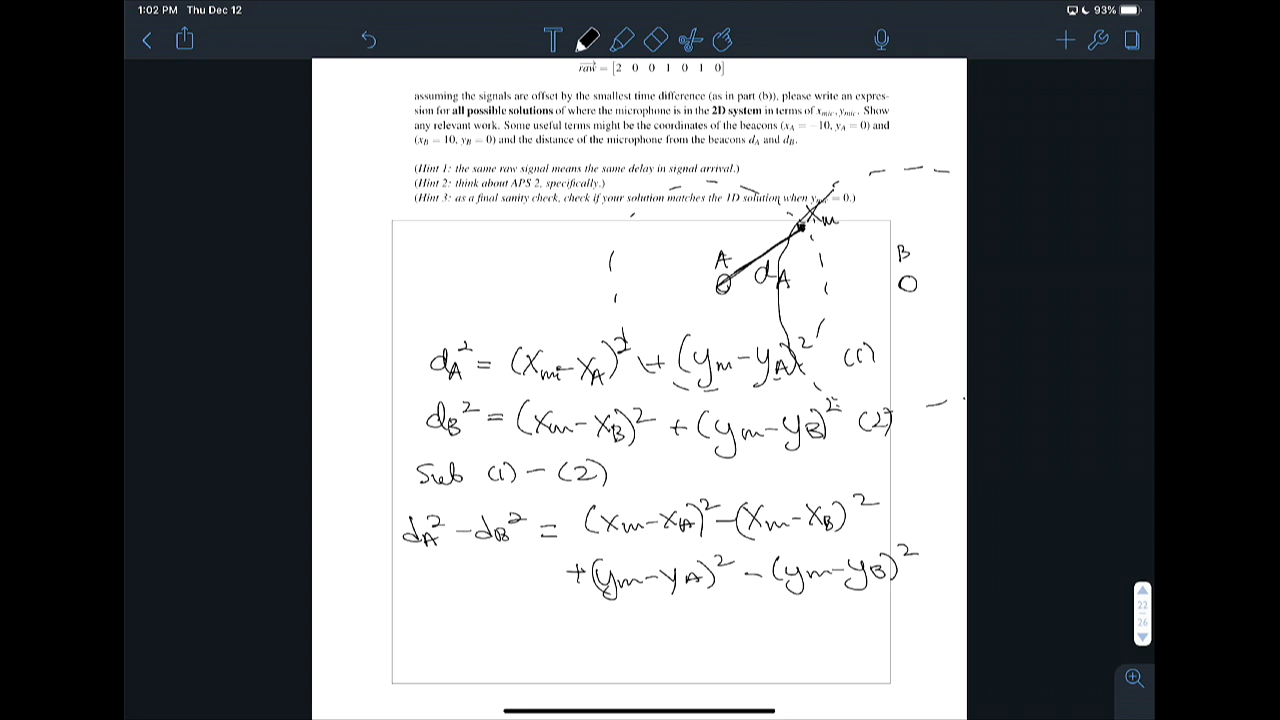 1:02 PM Thu Dec 12
93%
T
raw = [2 0 0 1 0 1 0]
assuming the signals are offset by the smallest time difference (as in part (b)), please write an expres-
sion for all possible solutions of where the microphone is in the 2D system in terms of x_mic, y_mic. Show
any relevant work. Some useful terms might be the coordinates of the beacons (x_A = −10, y_A = 0) and
(x_B = 10, y_B = 0) and the distance of the microphone from the beacons d_A and d_B.
(Hint 1: the same raw signal means the same delay in signal arrival.)
(Hint 2: think about APS 2, specifically.)
(Hint 3: as a final sanity check, check if your solution matches the 1D solution when = 0.)
X_m
A
B
d_A
d_A² = (x_m − x_A)² + (y_m − y_A)² (1)
d_B² = (x_m − x_B)² + (y_m − y_B)² (2)
Sub (1) − (2)
d_A² − d_B² = (x_m − x_A)² − (x_m − x_B)²
+ (y_m − y_A)² − (y_m − y_B)²
22
26